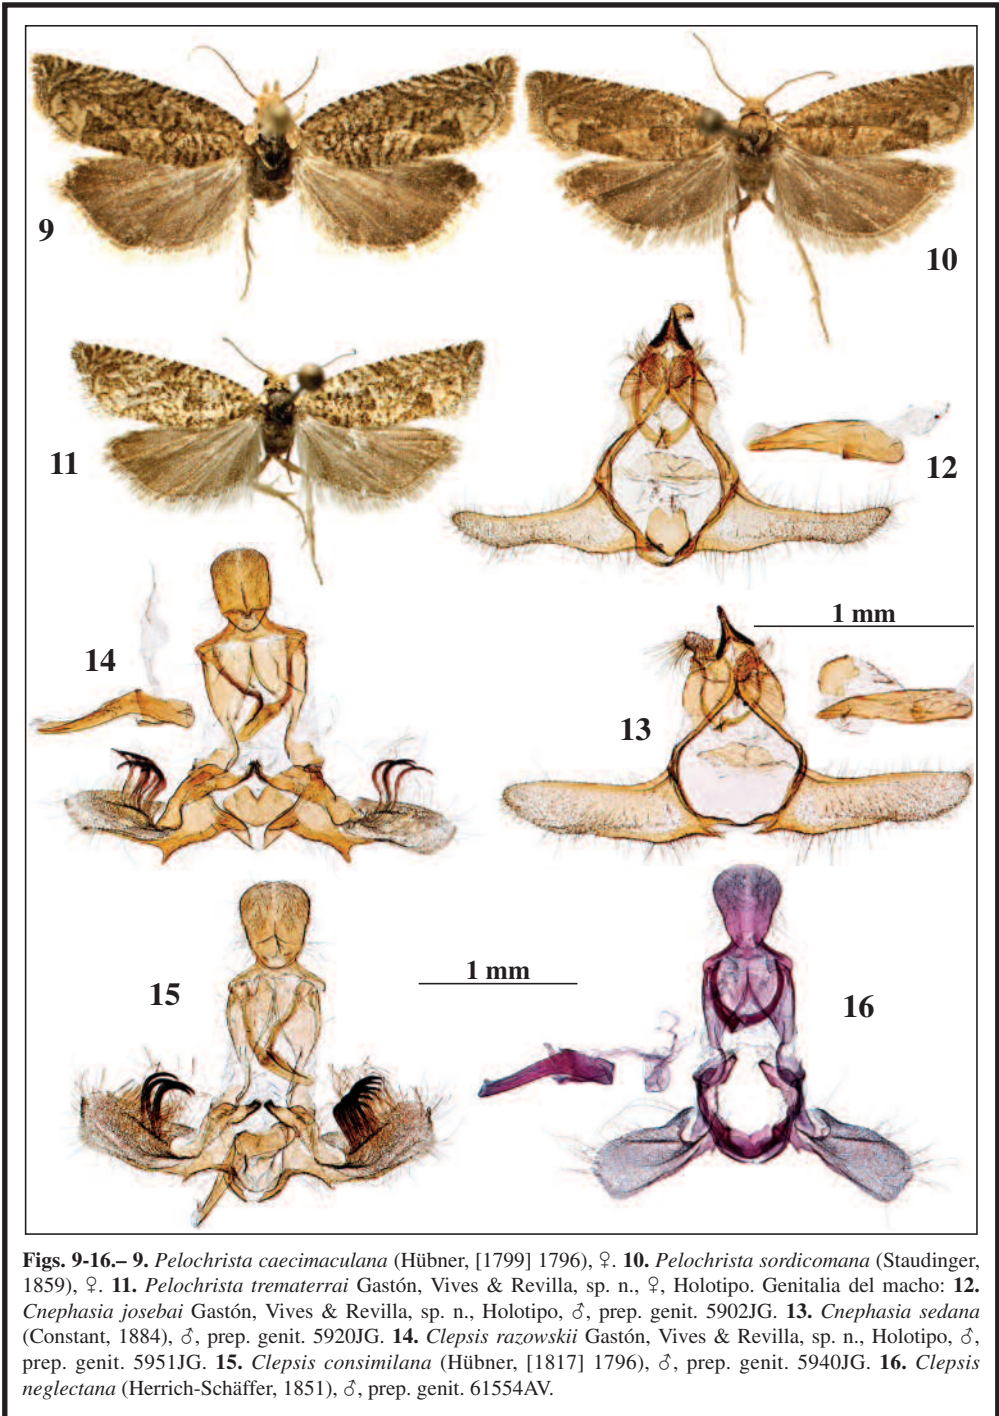 9
10
11
12
1 mm
14
13
1 mm
15
16
Figs. 9-16.– 9. Pelochrista caecimaculana (Hübner, [1799] 1796), ♀. 10. Pelochrista sordicomana (Staudinger,
1859), ♀. 11. Pelochrista trematerrai Gastón, Vives & Revilla, sp. n., ♀, Holotipo. Genitalia del macho: 12.
Cnephasia josebai Gastón, Vives & Revilla, sp. n., Holotipo, ♂, prep. genit. 5902JG. 13. Cnephasia sedana
(Constant, 1884), ♂, prep. genit. 5920JG. 14. Clepsis razowskii Gastón, Vives & Revilla, sp. n., Holotipo, ♂,
prep. genit. 5951JG. 15. Clepsis consimilana (Hübner, [1817] 1796), ♂, prep. genit. 5940JG. 16. Clepsis
neglectana (Herrich-Schäffer, 1851), ♂, prep. genit. 61554AV.